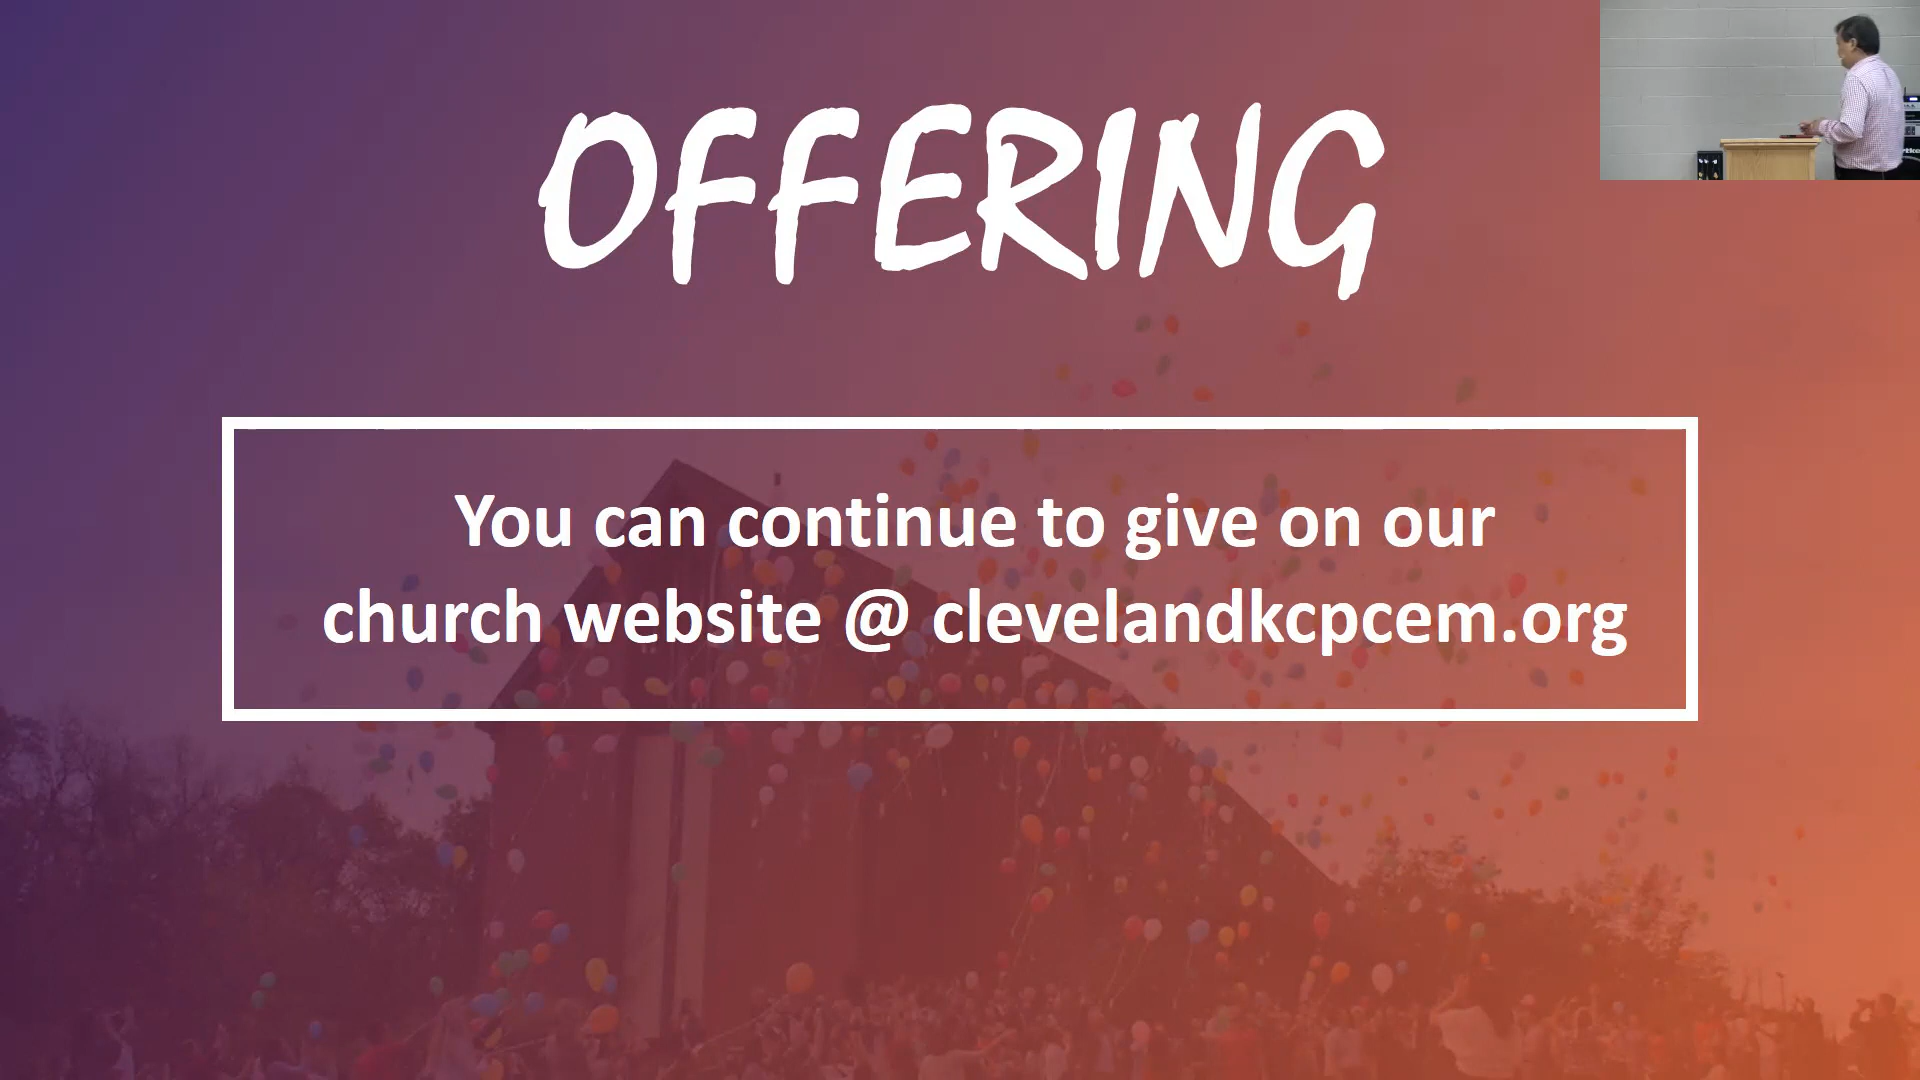 OFFERING
You can continue to give on our
church website @ clevelandkcpcem.org